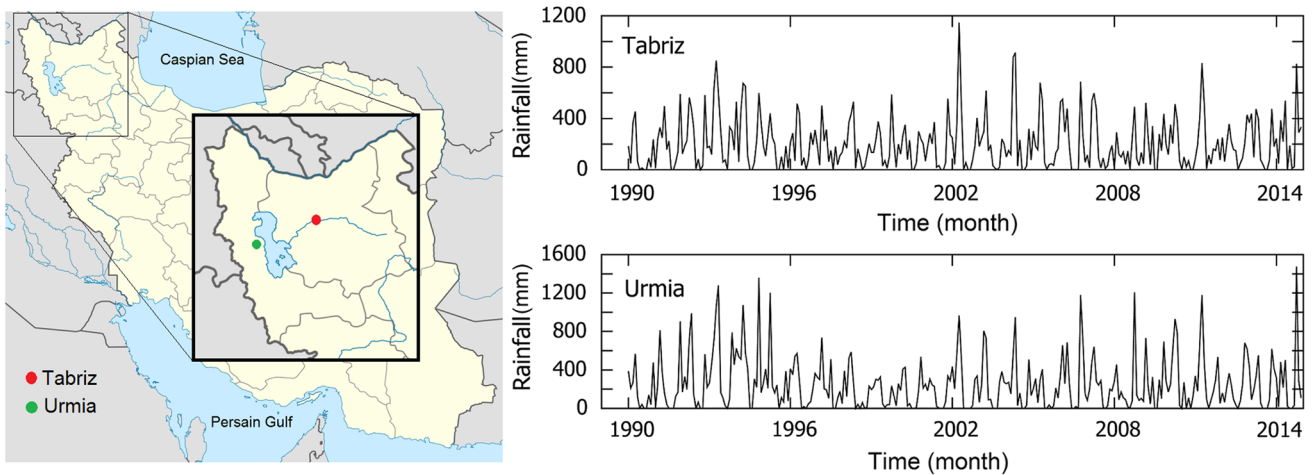 Caspian Sea
Tabriz
Urmia
Persain Gulf
Rainfall(mm)
1200
800
400
0
Tabriz
1990
1996
2002
2008
2014
Time (month)
Rainfall(mm)
1600
1200
800
400
0
Urmia
1990
1996
2002
2008
2014
Time (month)